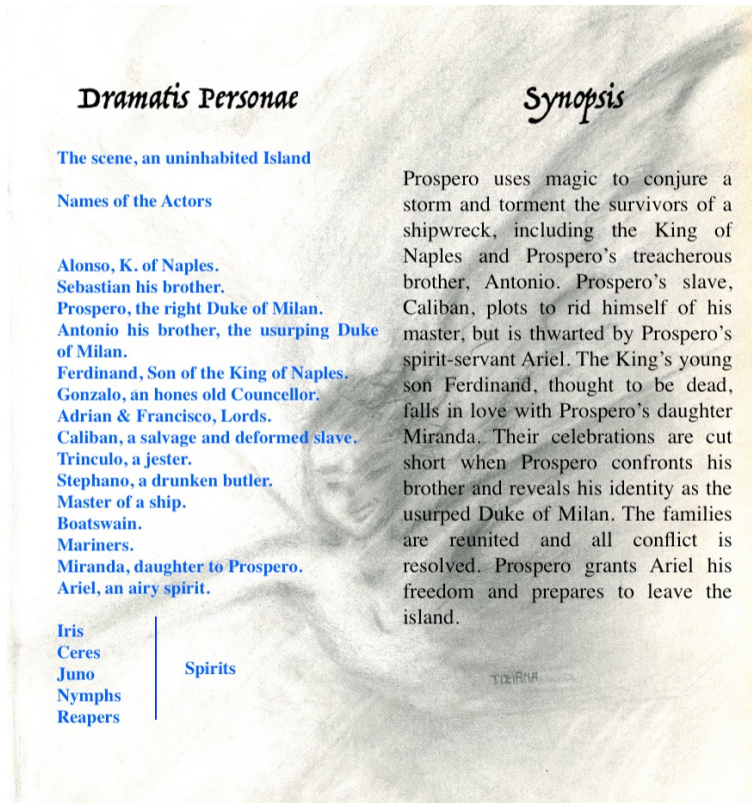 Dramatis Personae
The scene, an uninhabited Island
Names of the Actors
Alonso, K. of Naples.
Sebastian his brother.
Prospero, the right Duke of Milan.
Antonio his brother, the usurping Duke
of Milan.
Ferdinand, Son of the King of Naples.
Gonzalo, an hones old Councellor.
Adrian & Francisco, Lords.
Caliban, a salvage and deformed slave.
Trinculo, a jester.
Stephano, a drunken butler.
Master of a ship.
Boatswain.
Mariners.
Miranda, daughter to Prospero.
Ariel, an airy spirit.
Iris
Ceres
Juno
Nymphs
Reapers
Spirits
Synopsis
Prospero uses magic to conjure a
storm and torment the survivors of a
shipwreck, including the King of
Naples and Prospero's treacherous
brother, Antonio. Prospero's slave,
Caliban, plots to rid himself of his
master, but is thwarted by Prospero's
spirit-servant Ariel. The King's young
son Ferdinand, thought to be dead,
falls in love with Prospero's daughter
Miranda. Their celebrations are cut
short when Prospero confronts his
brother and reveals his identity as the
usurped Duke of Milan. The families
are reunited and all conflict is
resolved. Prospero grants Ariel his
freedom and prepares to leave the
island.
TIZIANA